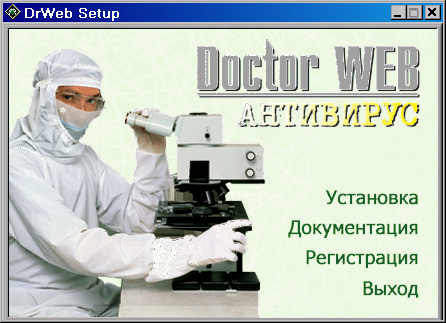 DrWeb Setup
Doctor WEB
АНТИВИРУС
Установка
Документация
Регистрация
Выход